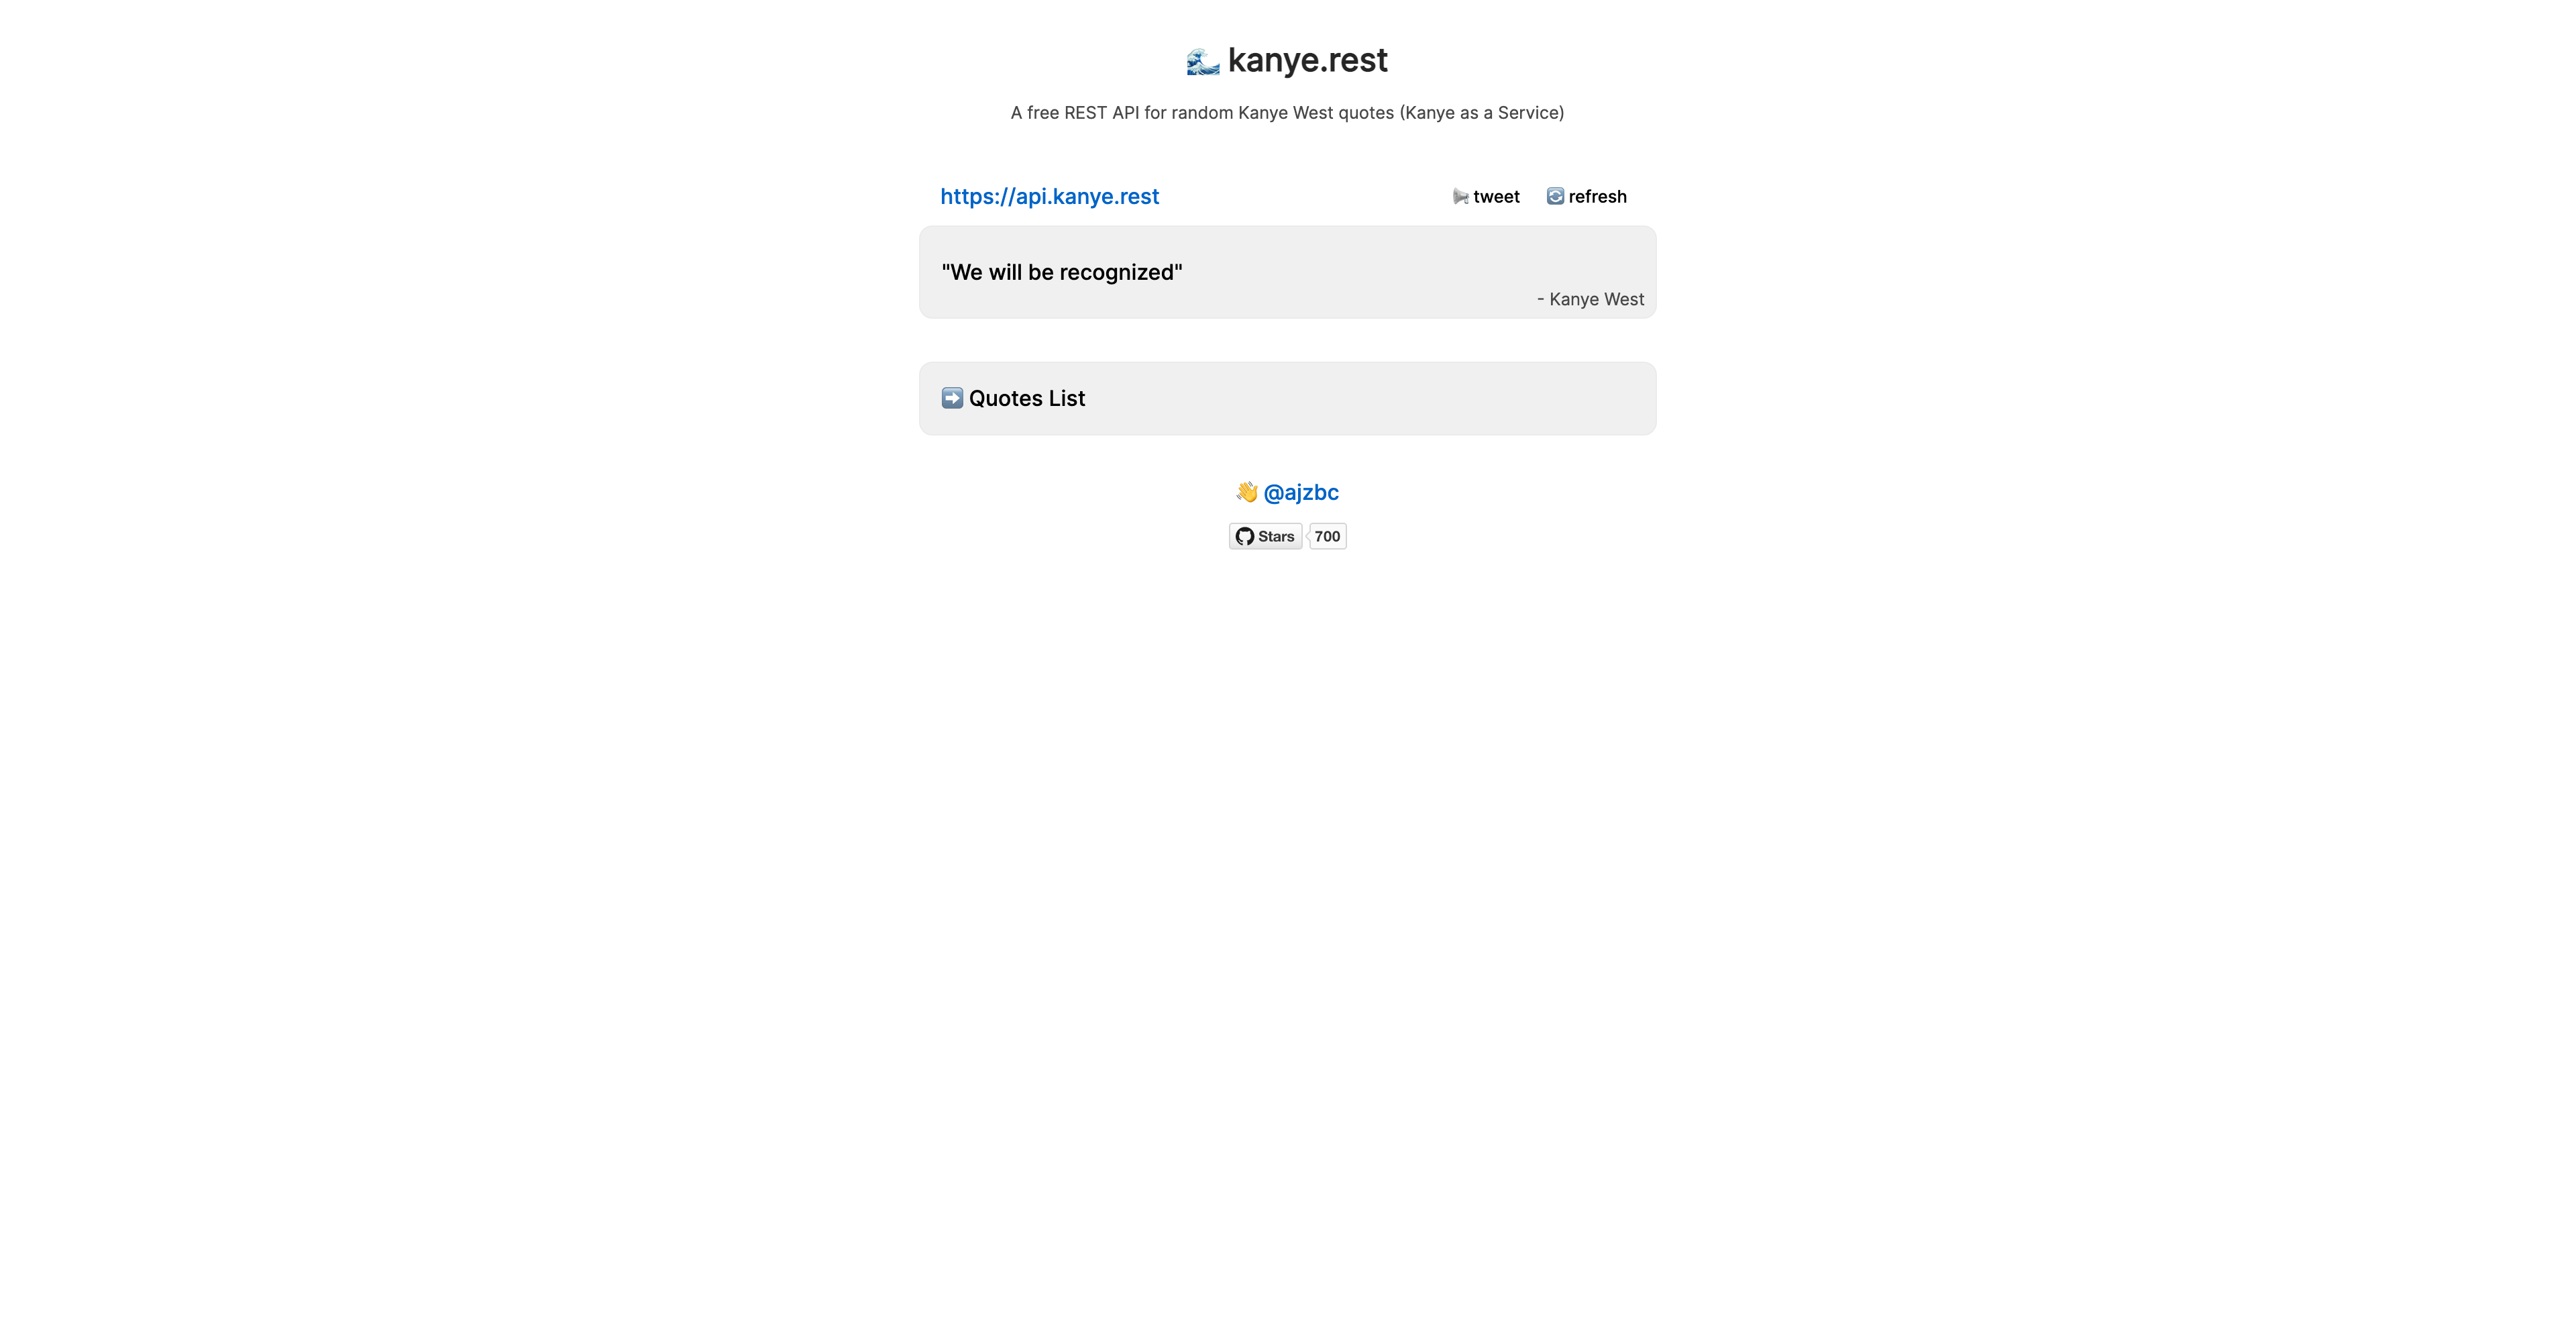 kanye.rest
A free REST API for random Kanye West quotes (Kanye as a Service)
https://api.kanye.rest tweet refresh
"We will be recognized"
- Kanye West
Quotes List
@ajzbc
Stars 700